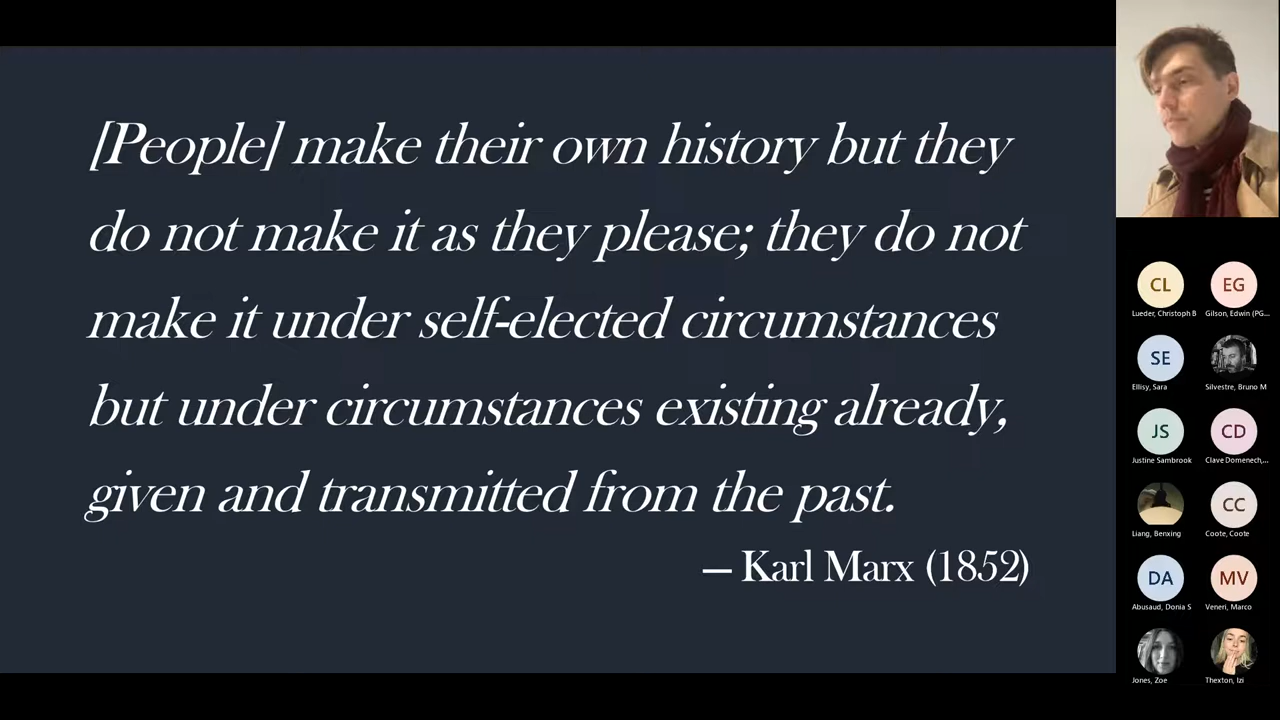 [People] make their own history but they
do not make it as they please; they do not
make it under self-elected circumstances
but under circumstances existing already,
given and transmitted from the past.
— Karl Marx (1852)
CL
EG
Lueder, Christoph B
Gilson, Edwin (PG...
SE
Ellisy, Sara
Silvestre, Bruno M
JS
CD
Justine Sambrook
Clave Domenech,...
CC
Liang, Benxing
Coote, Coote
DA
MV
Abusaud, Donia S
Veneri, Marco
Jones, Zoe
Thexton, Izi